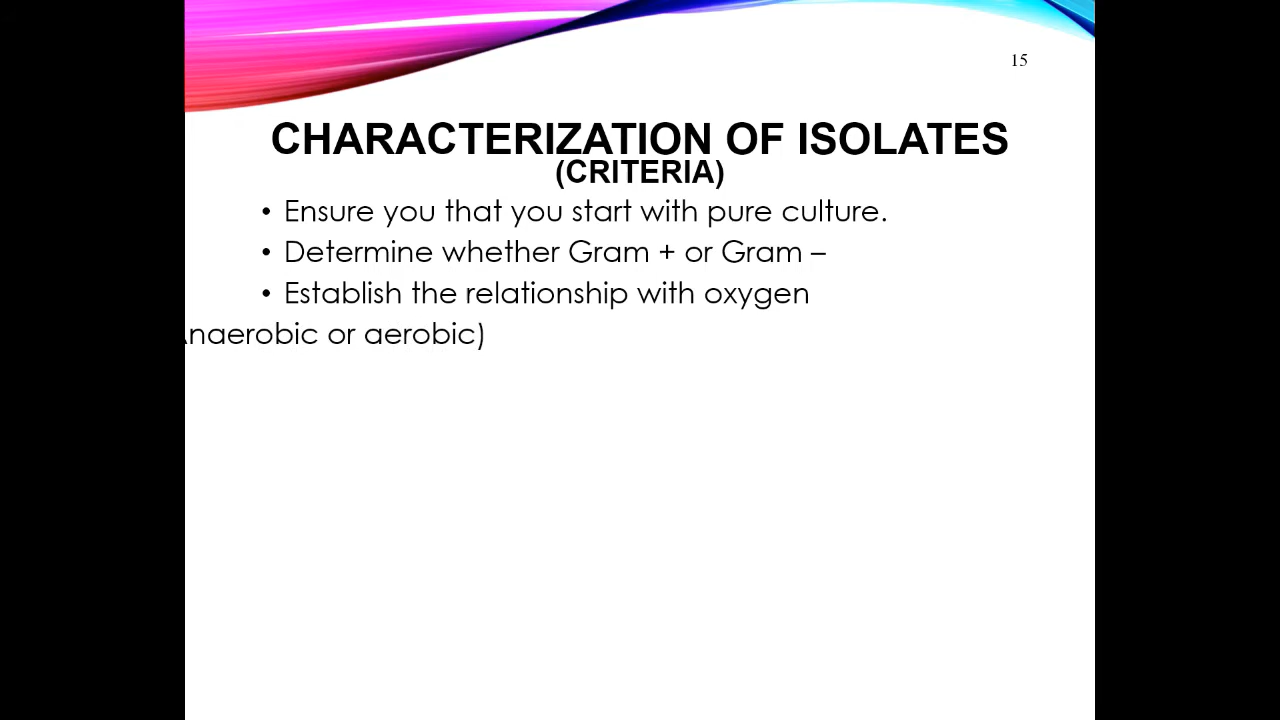 15
CHARACTERIZATION OF ISOLATES
(CRITERIA)
• Ensure you that you start with pure culture.
• Determine whether Gram + or Gram –
• Establish the relationship with oxygen
Anaerobic or aerobic)